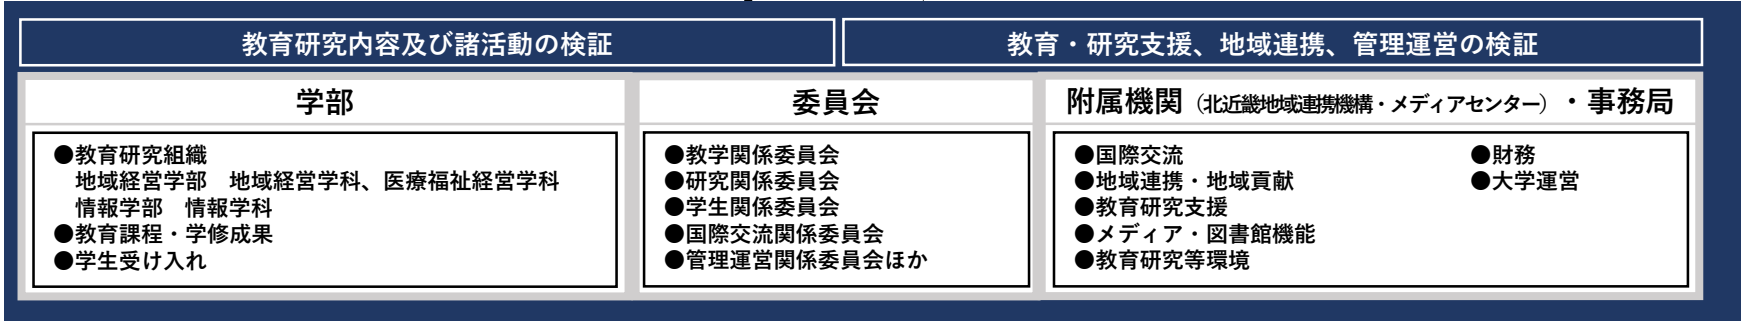 教育研究内容及び諸活動の検証
教育・研究支援、地域連携、管理運営の検証
学部
●教育研究組織
地域経営学部　地域経営学科、医療福祉経営学科
情報学部　情報学科
●教育課程・学修成果
●学生受け入れ
委員会
●教学関係委員会
●研究関係委員会
●学生関係委員会
●国際交流関係委員会
●管理運営関係委員会ほか
附属機関（北近畿地域連携機構・メディアセンター）・事務局
●国際交流
●地域連携・地域貢献
●教育研究支援
●メディア・図書館機能
●教育研究等環境
●財務
●大学運営